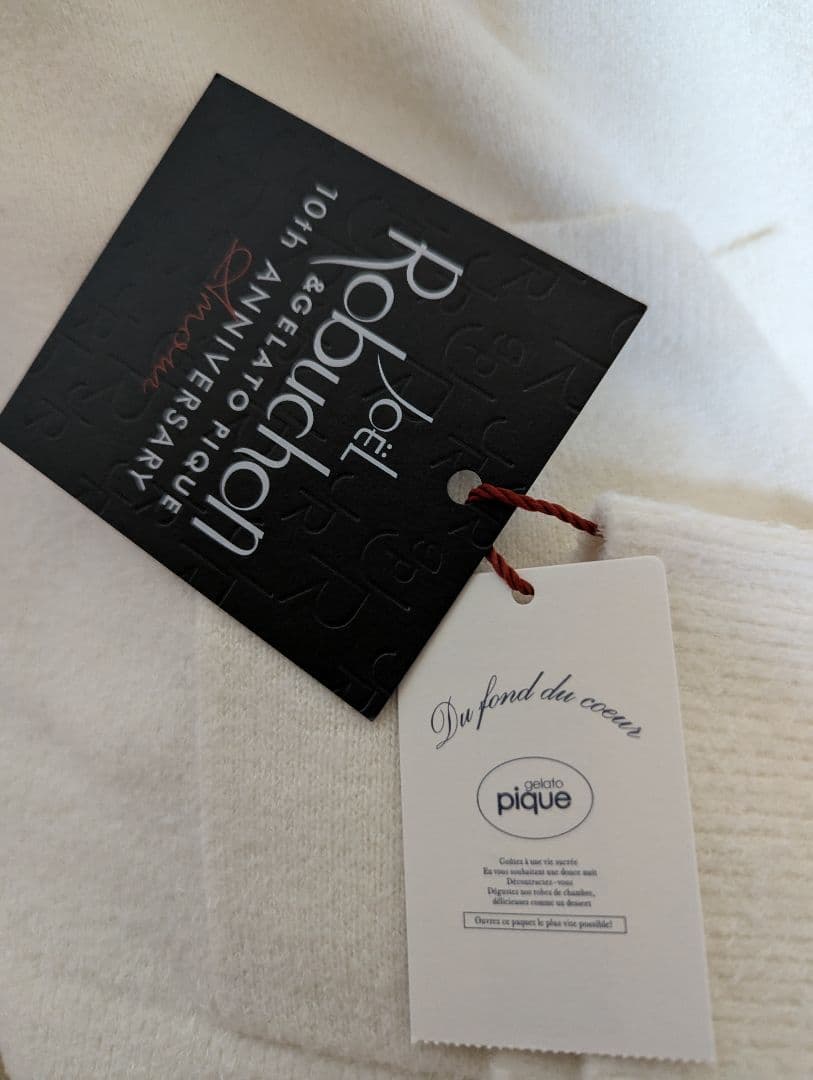 JOËL
Robuchon
&GELATO PIQUE
10th ANNIVERSARY
Amour
Du fond du coeur
gelato
pique
Goûtez à une vie sucrée
En vous souhaitant une douce nuit
Décontractez-vous
Dégustez nos robes de chambre,
délicieuses comme un dessert
Ouvrez ce paquet le plus vite possible!